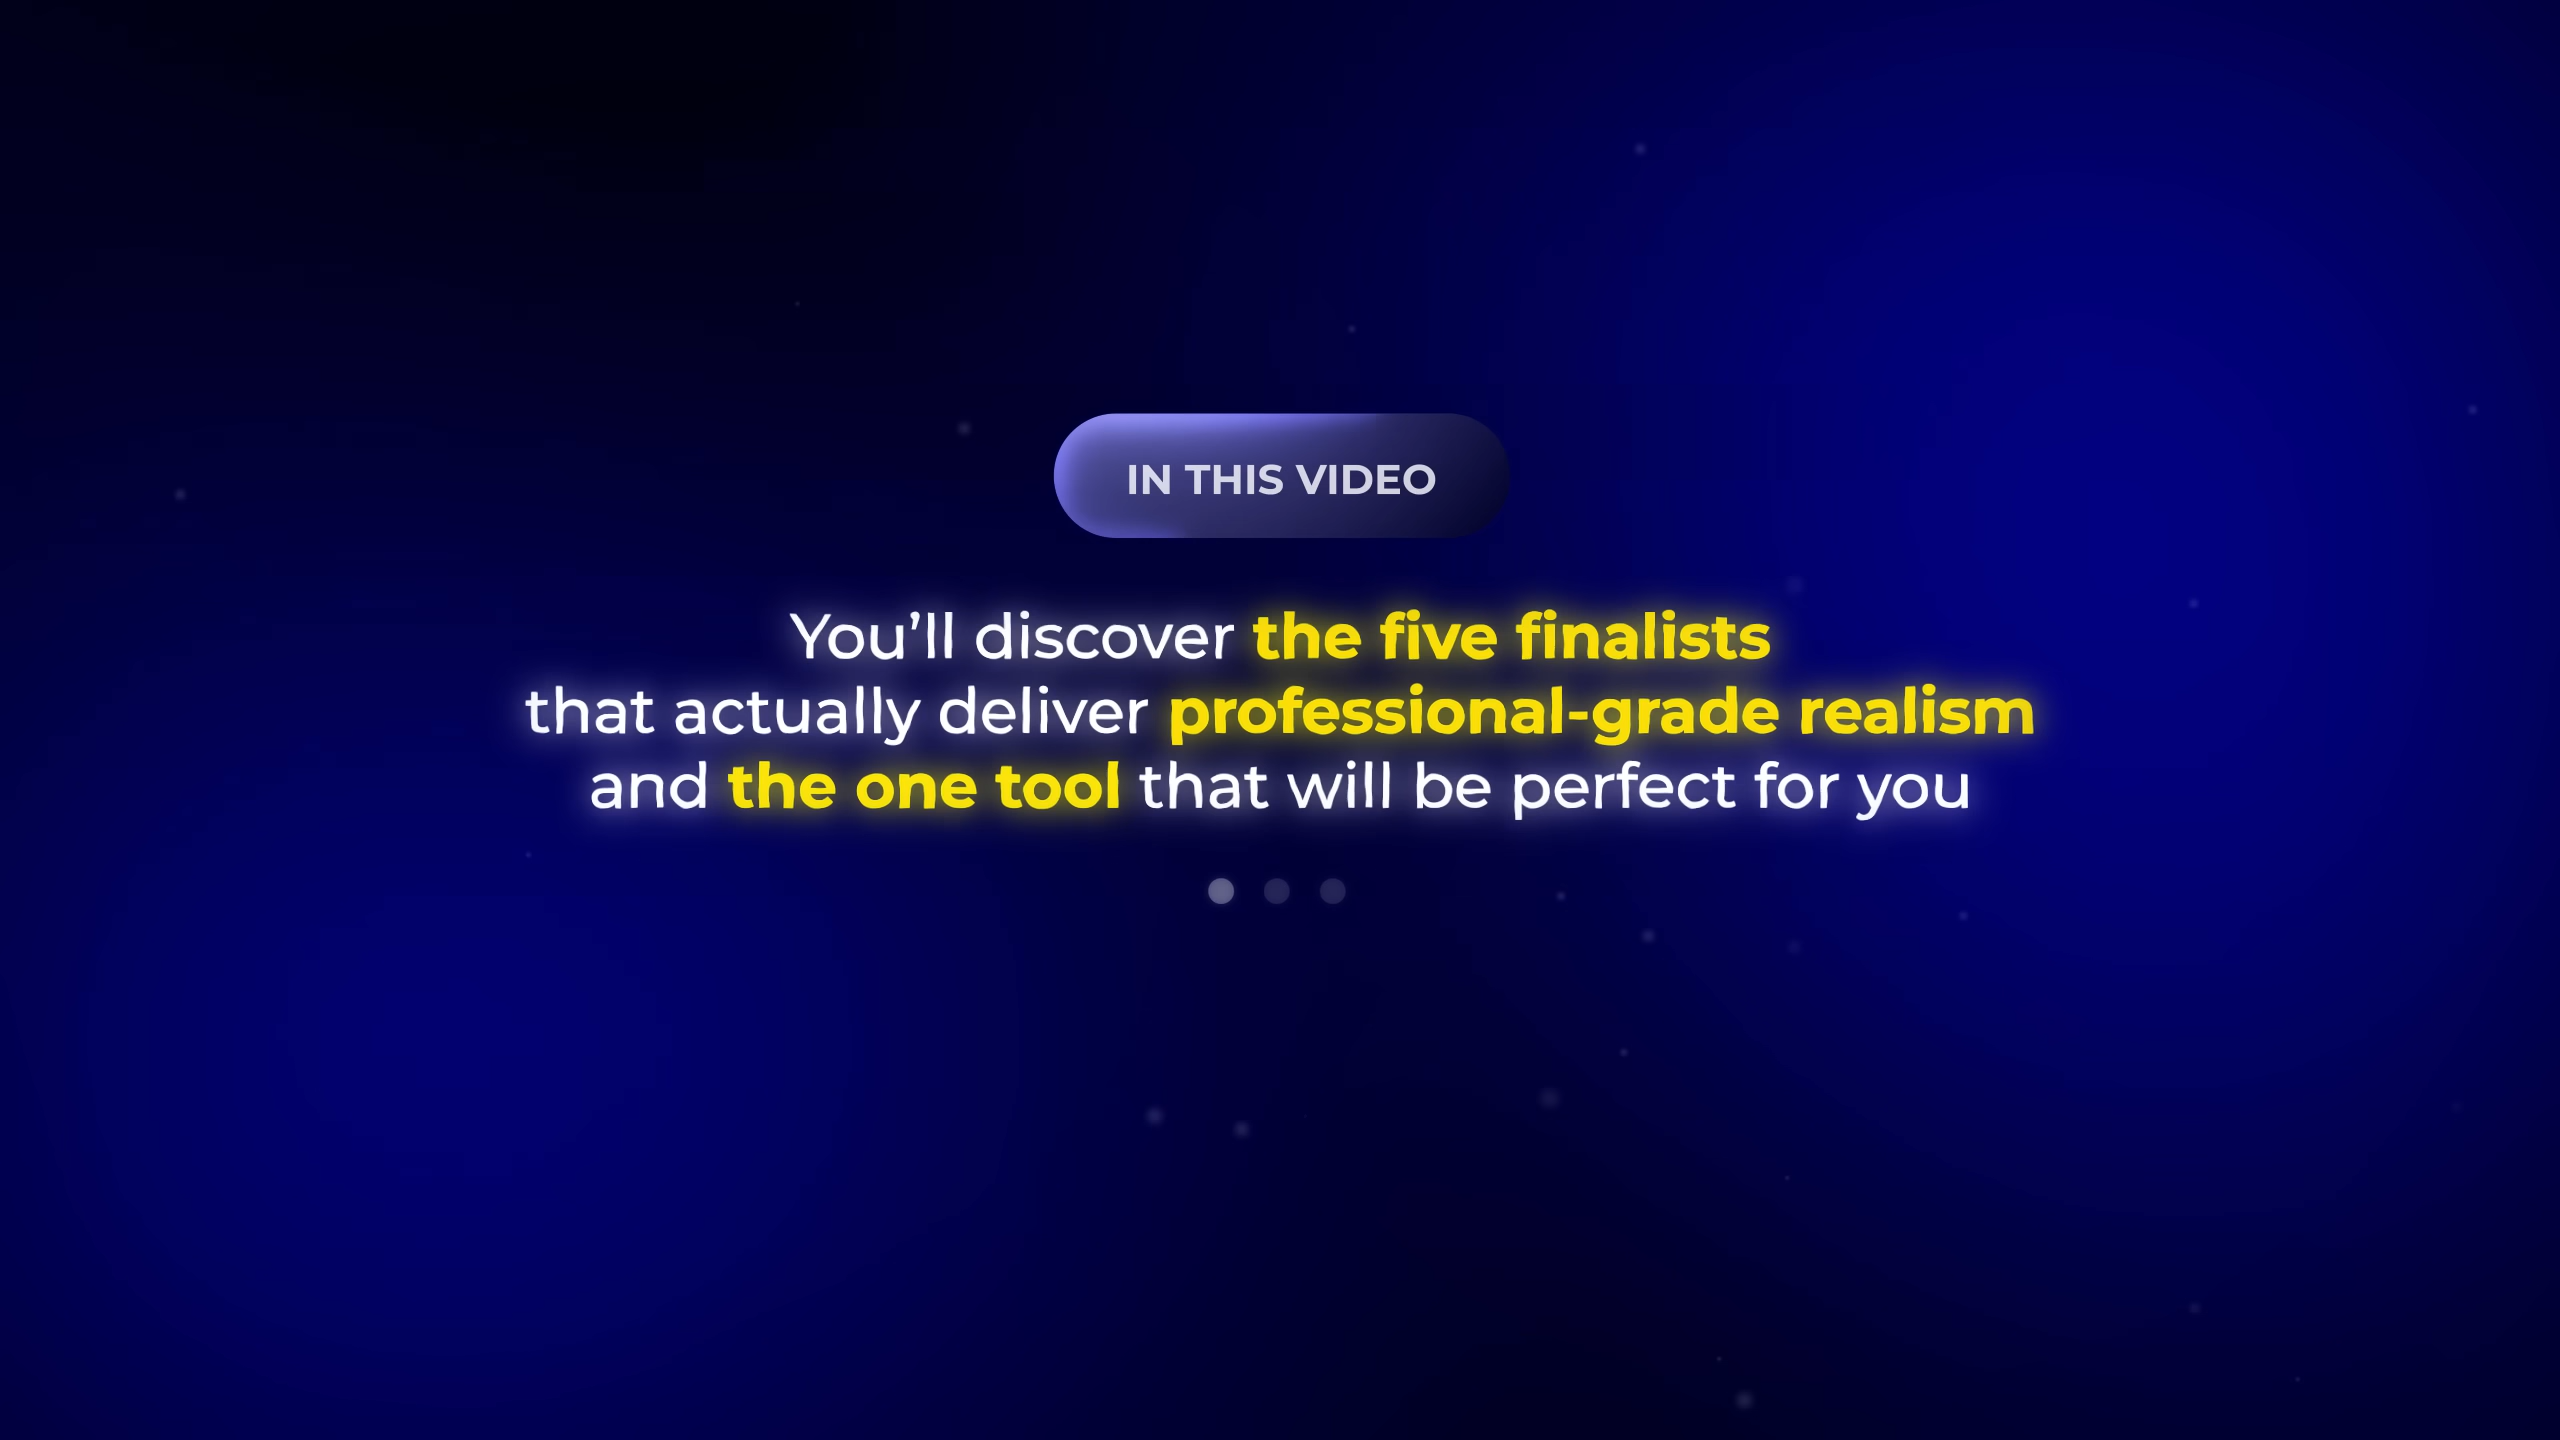 IN THIS VIDEO
You’ll discover the five finalists
that actually deliver professional-grade realism
and the one tool that will be perfect for you